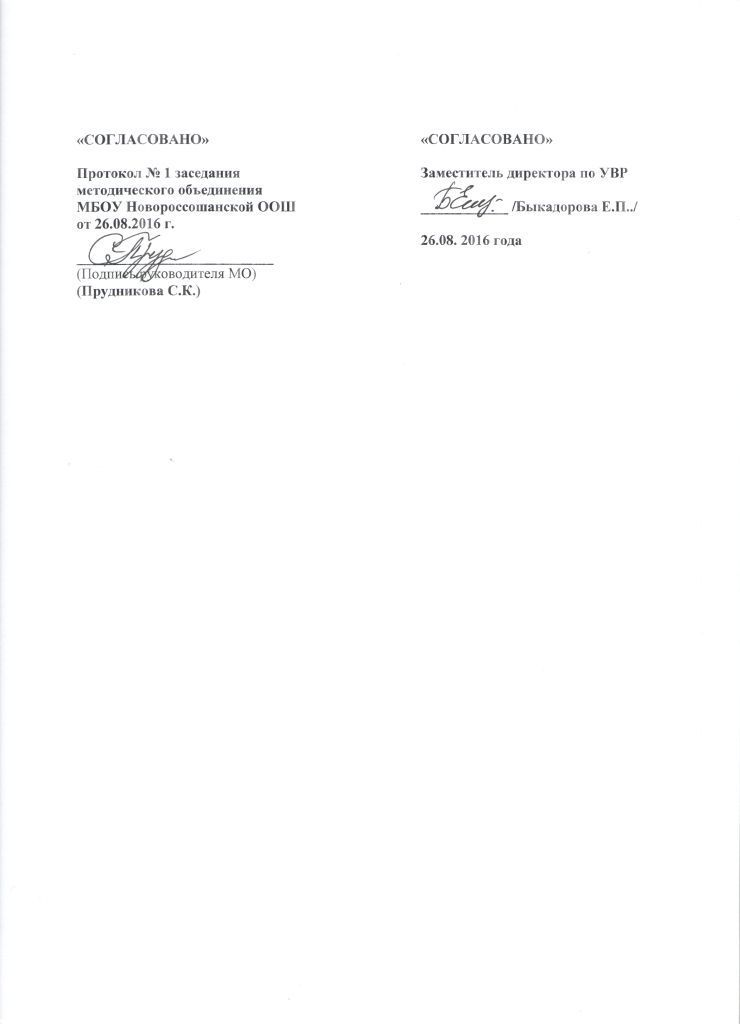 «СОГЛАСОВАНО»
Протокол № 1 заседания
методического объединения
МБОУ Новороссошанской ООШ
от 26.08.2016 г.
(Подпись руководителя МО)
(Прудникова С.К.)
«СОГЛАСОВАНО»
Заместитель директора по УВР
/Быкадорова Е.П../
26.08. 2016 года